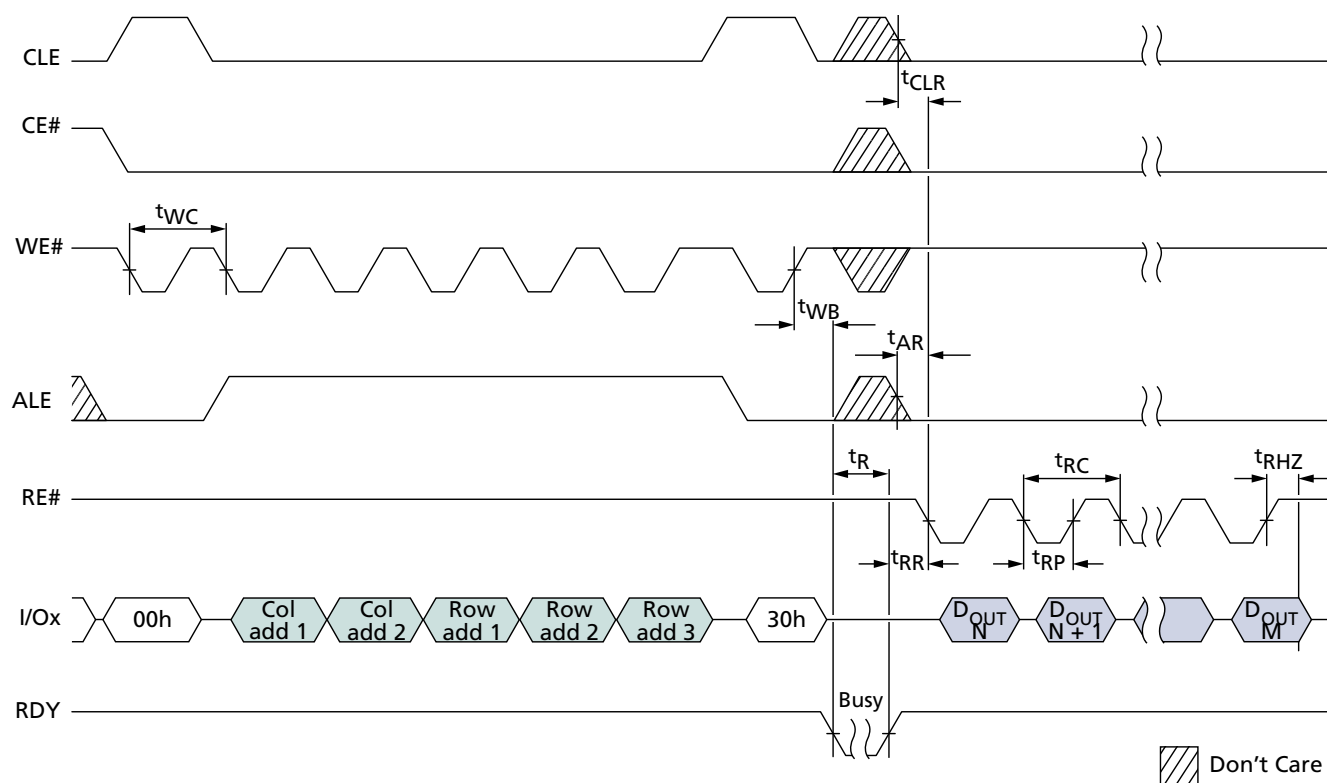 CLE
tCLR
CE#
tWC
WE#
tWB
tAR
ALE
tR
tRC
tRHZ
RE#
tRR
tRP
I/Ox
00h
Col
add 1
Col
add 2
Row
add 1
Row
add 2
Row
add 3
30h
DOUT
N
DOUT
N + 1
DOUT
M
RDY
Busy
Don't Care